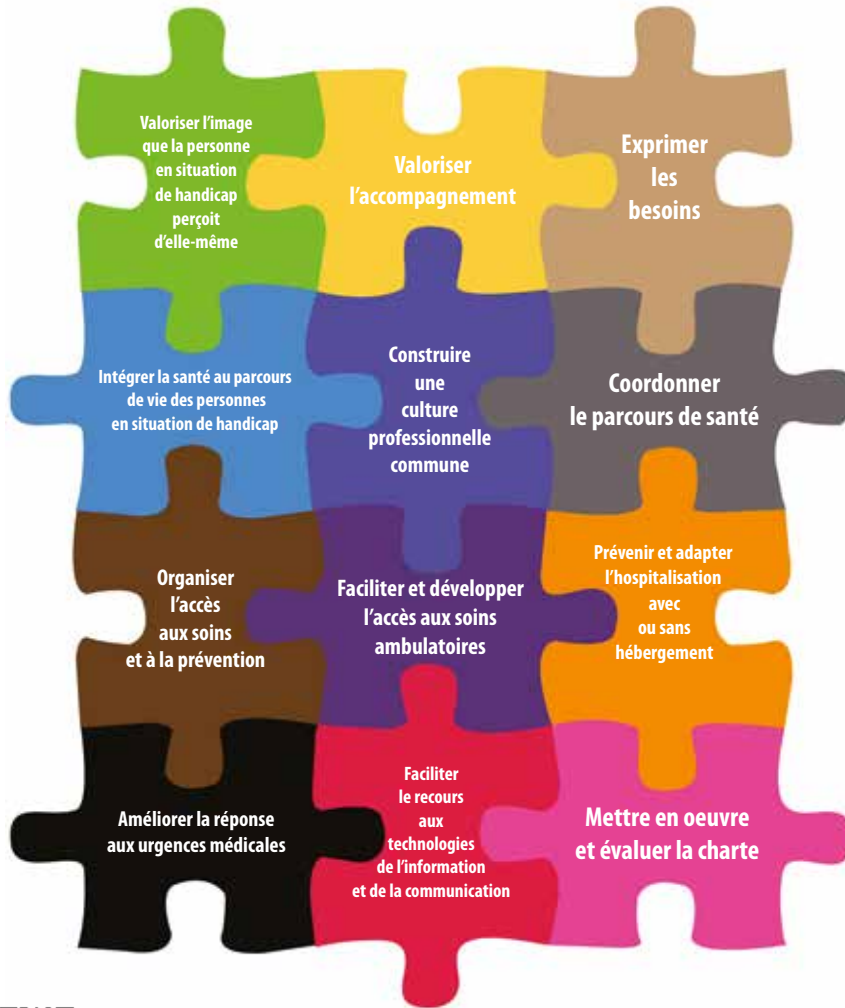 Valoriser l'image
que la personne
en situation
de handicap
perçoit
d'elle-même
Valoriser
l'accompagnement
Exprimer
les
besoins
Intégrer la santé au parcours
de vie des personnes
en situation de handicap
Construire
une
culture
professionnelle
commune
Coordonner
le parcours de santé
Organiser
l'accès
aux soins
et à la prévention
Faciliter et développer
l'accès aux soins
ambulatoires
Prévenir et adapter
l'hospitalisation
avec
ou sans
hébergement
Améliorer la réponse
aux urgences médicales
Faciliter
le recours
aux
technologies
de l'information
et de la communication
Mettre en oeuvre
et évaluer la charte